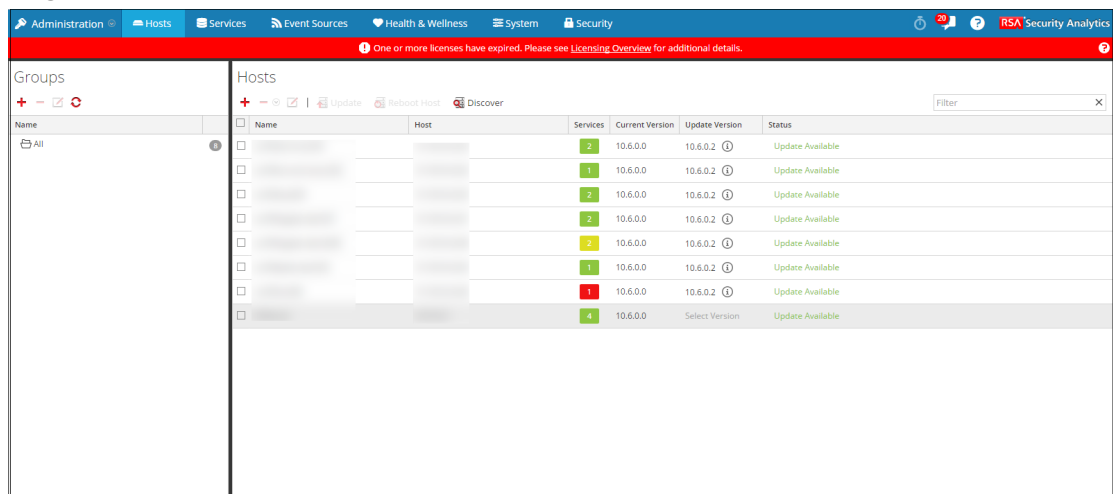 Administration Hosts Services Event Sources Health & Wellness System Security 20 ? RSA Security Analytics
! One or more licenses have expired. Please see Licensing Overview for additional details. ?
Groups
Hosts
Update Reboot Host Discover
Filter
Name
Name Host Services Current Version Update Version Status
All 8
2 10.6.0.0 10.6.0.2 Update Available
1 10.6.0.0 10.6.0.2 Update Available
2 10.6.0.0 10.6.0.2 Update Available
2 10.6.0.0 10.6.0.2 Update Available
2 10.6.0.0 10.6.0.2 Update Available
1 10.6.0.0 10.6.0.2 Update Available
1 10.6.0.0 10.6.0.2 Update Available
4 10.6.0.0 Select Version Update Available